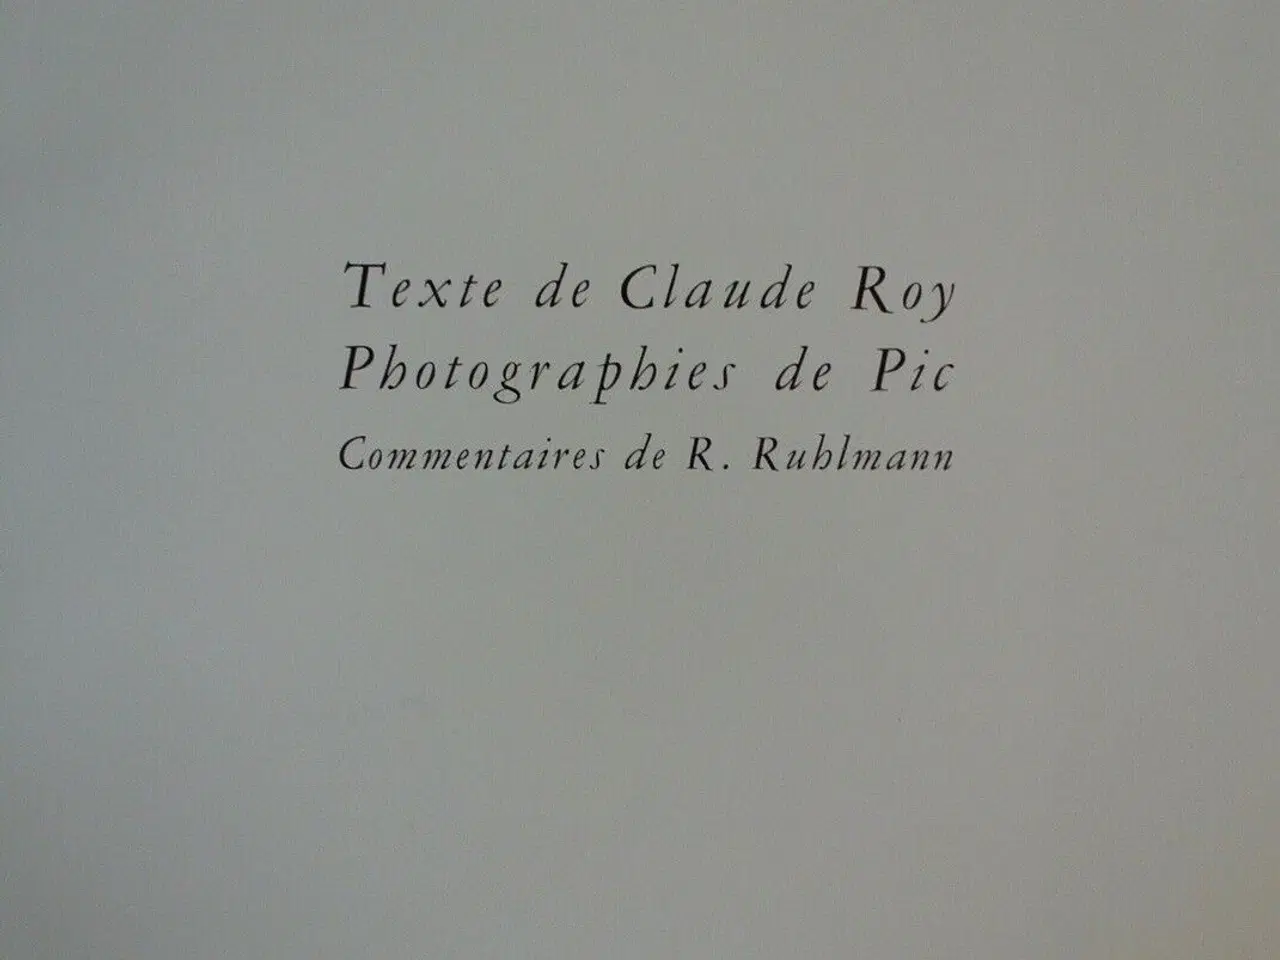 Texte de Claude Roy
Photographies de Pic
Commentaires de R. Ruhlmann